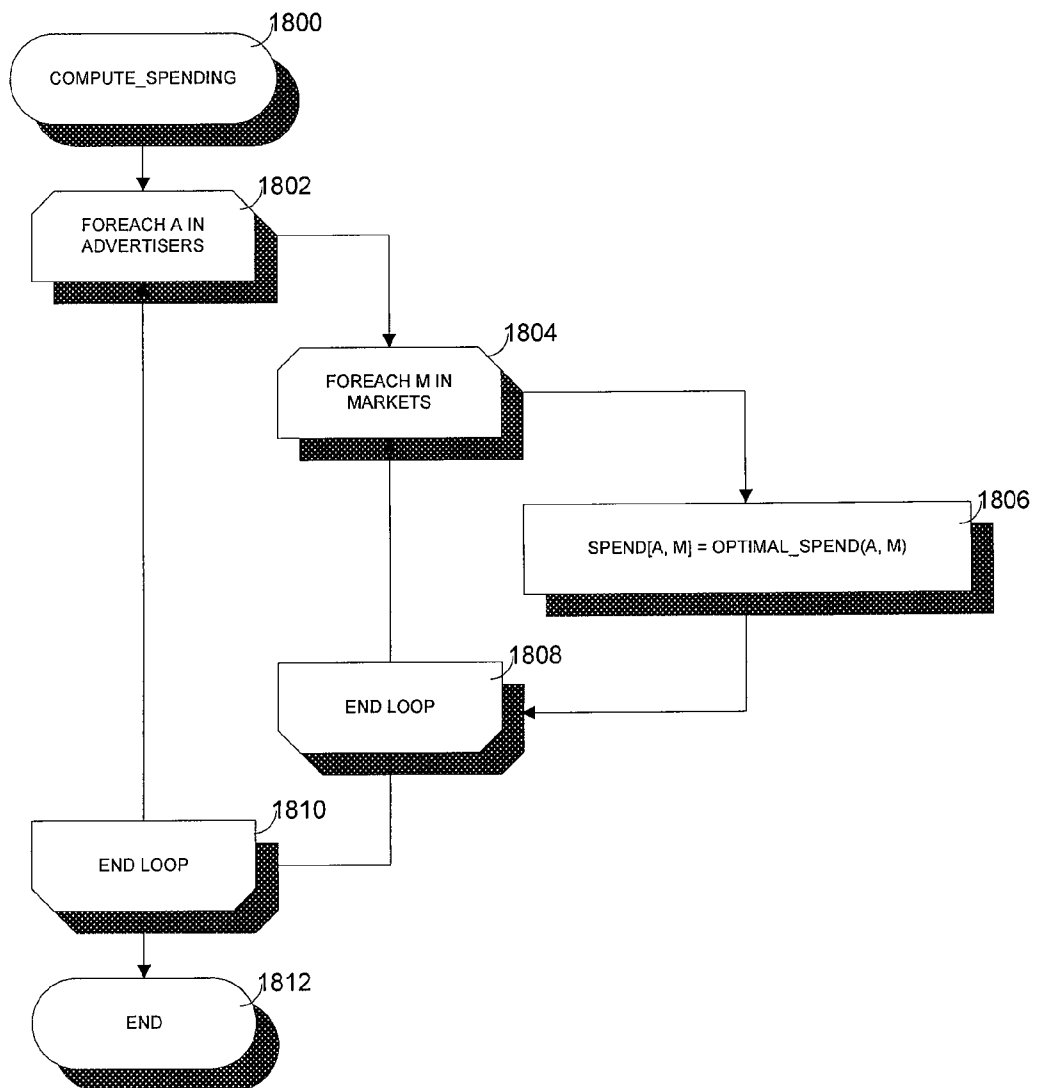 1800
COMPUTE_SPENDING
1802
FOREACH A IN
ADVERTISERS
1804
FOREACH M IN
MARKETS
1806
SPEND[A, M] = OPTIMAL_SPEND(A, M)
1808
END LOOP
1810
END LOOP
1812
END